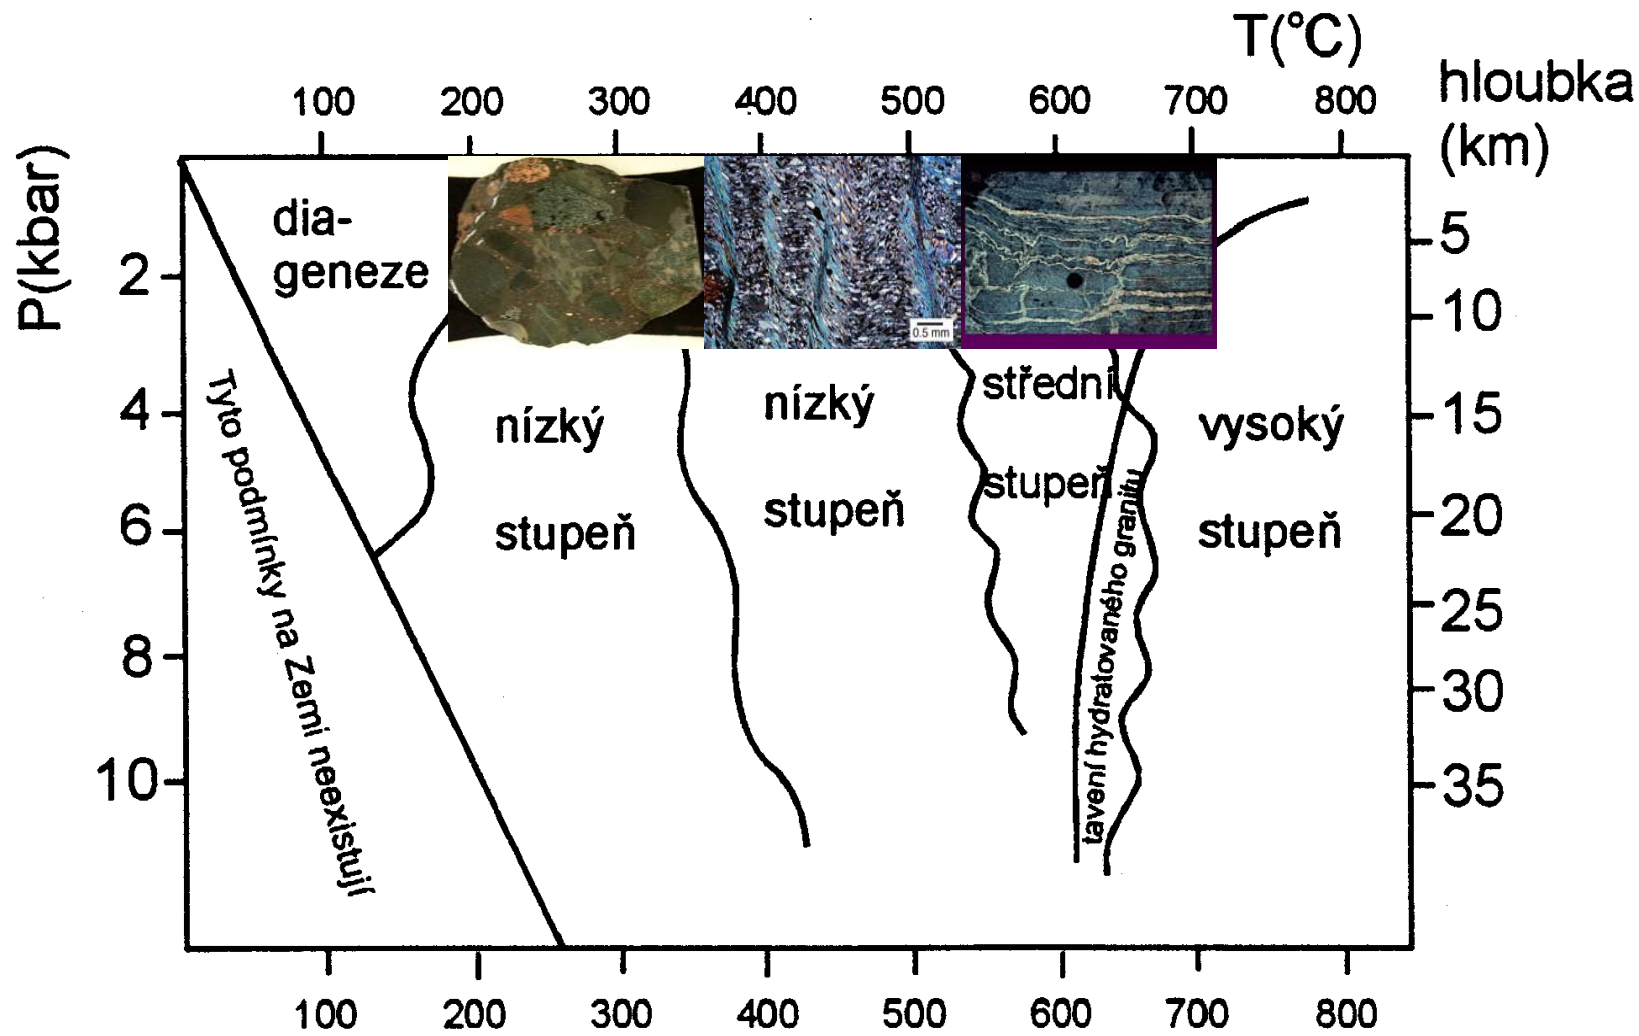 T(°C)
hloubka
(km)
100 200 300 400 500 600 700 800
P(kbar)
2
4
6
8
10
5
10
15
20
25
30
35
dia-
geneze
0.5 mm
nízký
stupeň
nízký
stupeň
střední
stupeň
vysoký
stupeň
Tyto podmínky na Zemi neexistují
tavení hydratovaného granitu
100 200 300 400 500 600 700 800